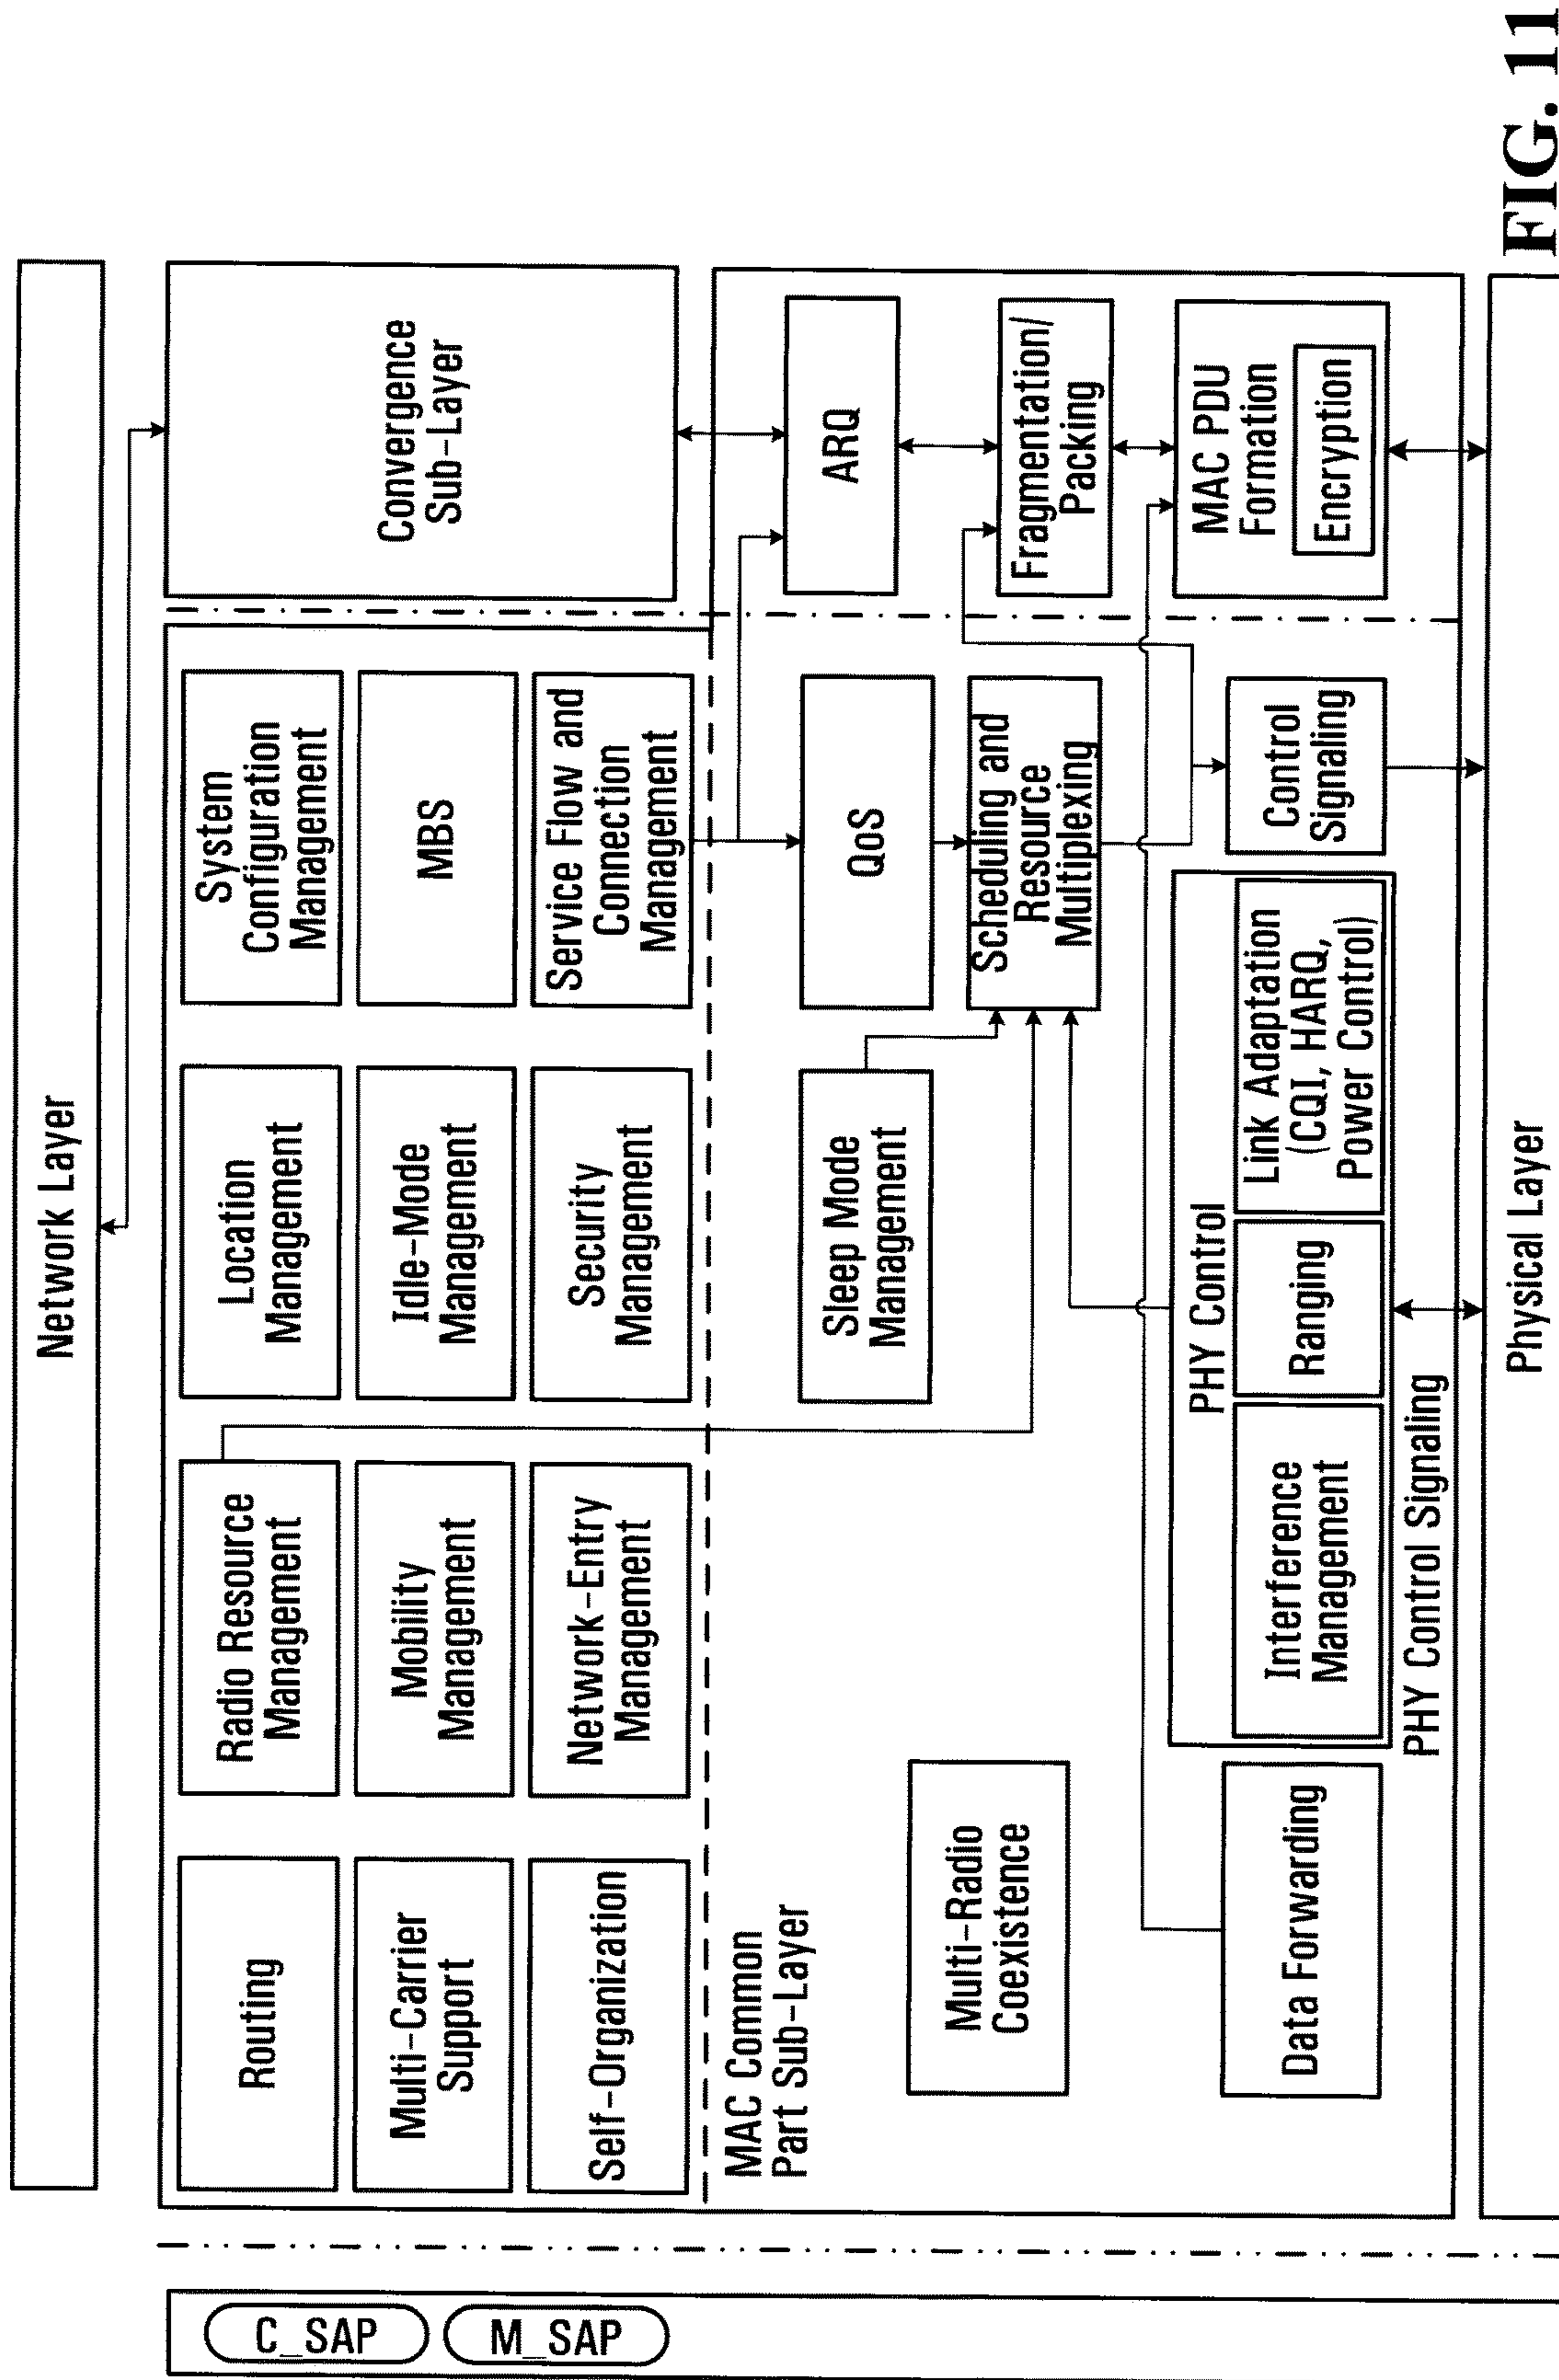 Network Layer
C_SAP
M_SAP
Routing
Radio Resource
Management
Location
Management
System
Configuration
Management
Convergence
Sub-Layer
Multi-Carrier
Support
Mobility
Management
Idle-Mode
Management
MBS
Self-Organization
Network-Entry
Management
Security
Management
Service Flow and
Connection
Management
MAC Common
Part Sub-Layer
Multi-Radio
Coexistence
Sleep Mode
Management
QoS
ARQ
Scheduling and
Resource
Multiplexing
Fragmentation/
Packing
Data Forwarding
PHY Control
Interference
Management
Ranging
Link Adaptation
(CQI, HARQ,
Power Control)
Control
Signaling
MAC PDU
Formation
Encryption
PHY Control Signaling
Physical Layer
FIG. 11